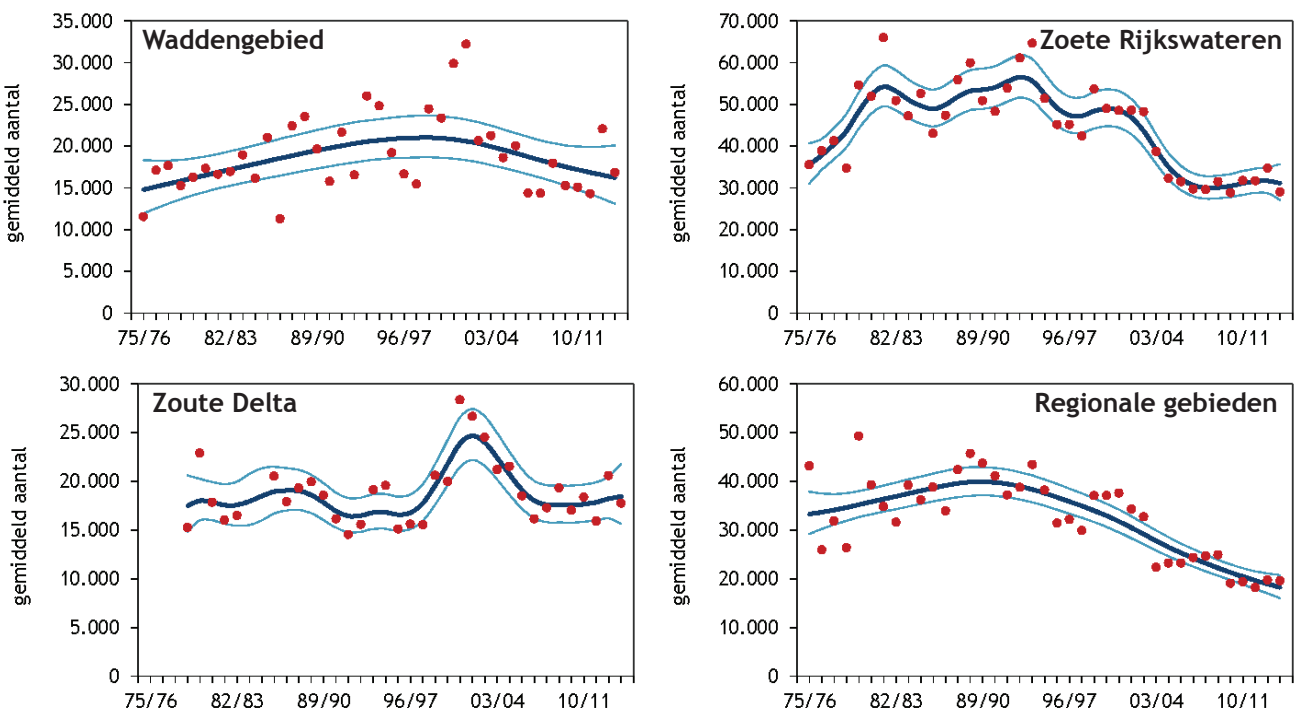 Waddengebied
gemiddeld aantal
35.000
30.000
25.000
20.000
15.000
10.000
5.000
0
75/76 82/83 89/90 96/97 03/04 10/11
Zoete Rijkswateren
gemiddeld aantal
70.000
60.000
50.000
40.000
30.000
20.000
10.000
0
75/76 82/83 89/90 96/97 03/04 10/11
Zoute Delta
gemiddeld aantal
30.000
25.000
20.000
15.000
10.000
5.000
0
75/76 82/83 89/90 96/97 03/04 10/11
Regionale gebieden
gemiddeld aantal
60.000
50.000
40.000
30.000
20.000
10.000
0
75/76 82/83 89/90 96/97 03/04 10/11